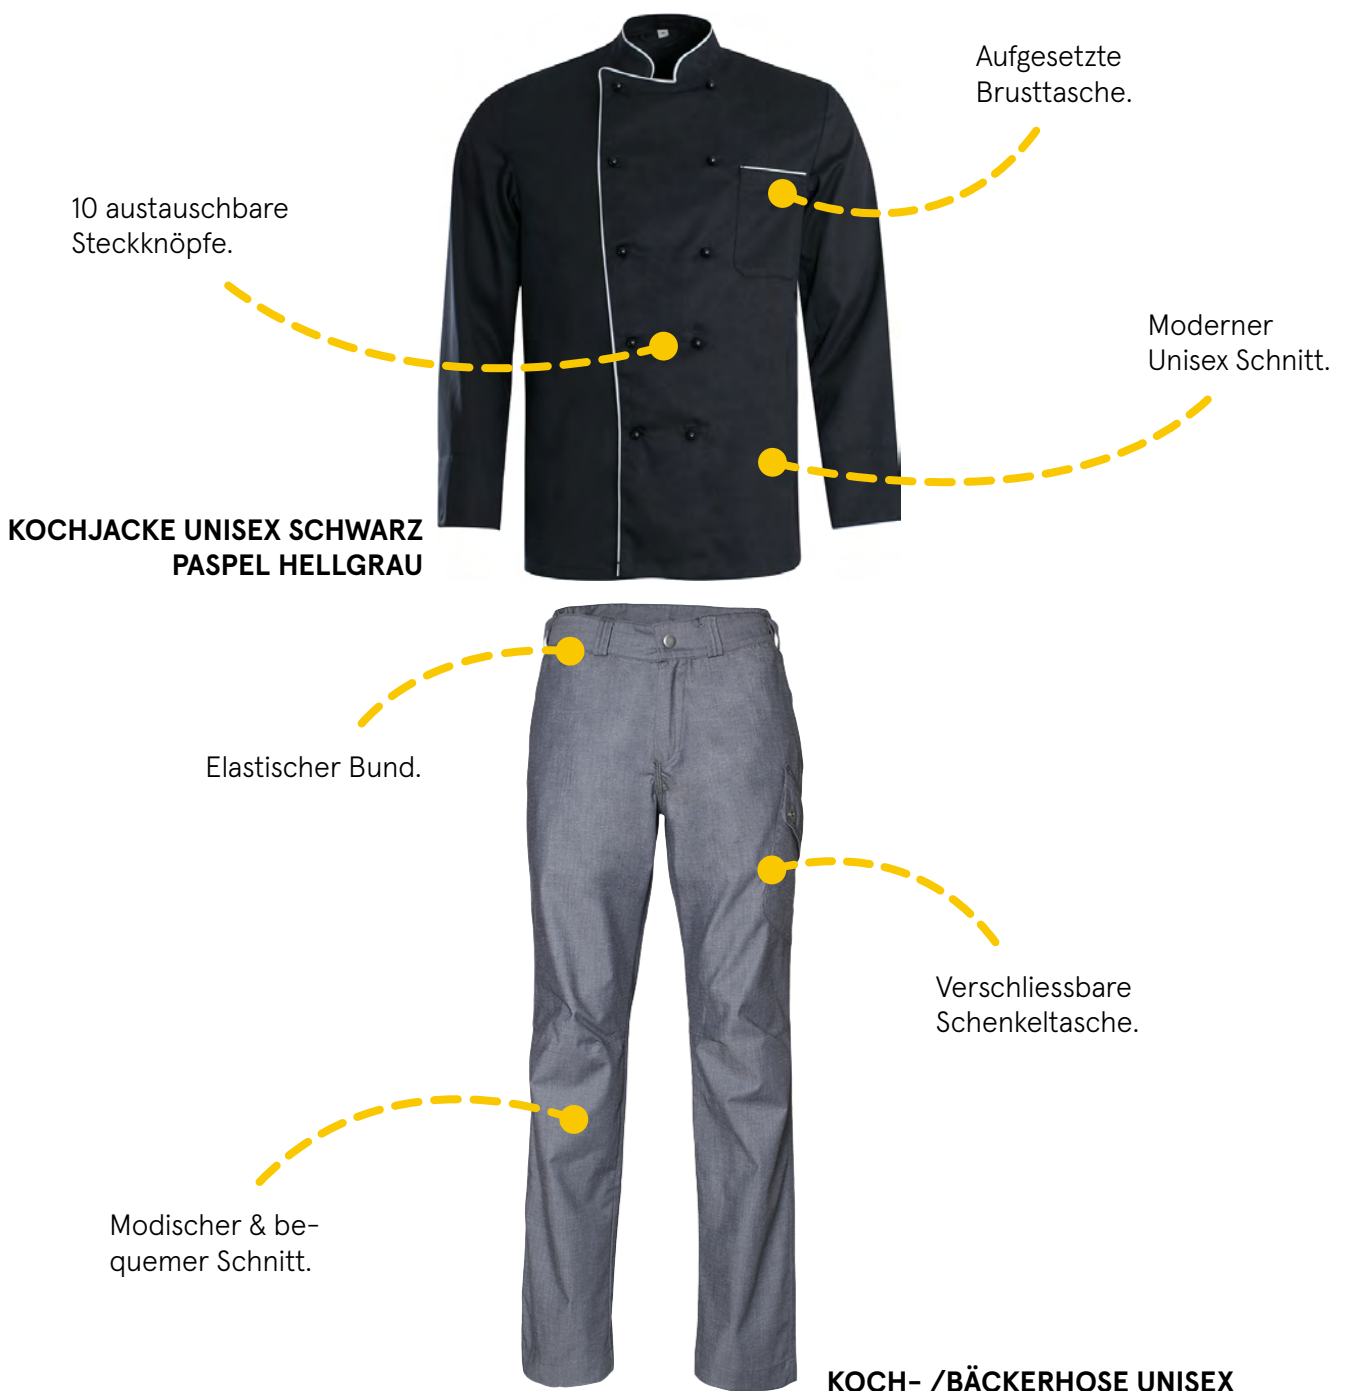 Aufgesetzte
Brusttasche.
10 austauschbare
Steckknöpfe.
Moderner
Unisex Schnitt.
KOCHJACKE UNISEX SCHWARZ
PASPEL HELLGRAU
Elastischer Bund.
Verschliessbare
Schenkeltasche.
Modischer & be-
quemer Schnitt.
KOCH- /BÄCKERHOSE UNISEX